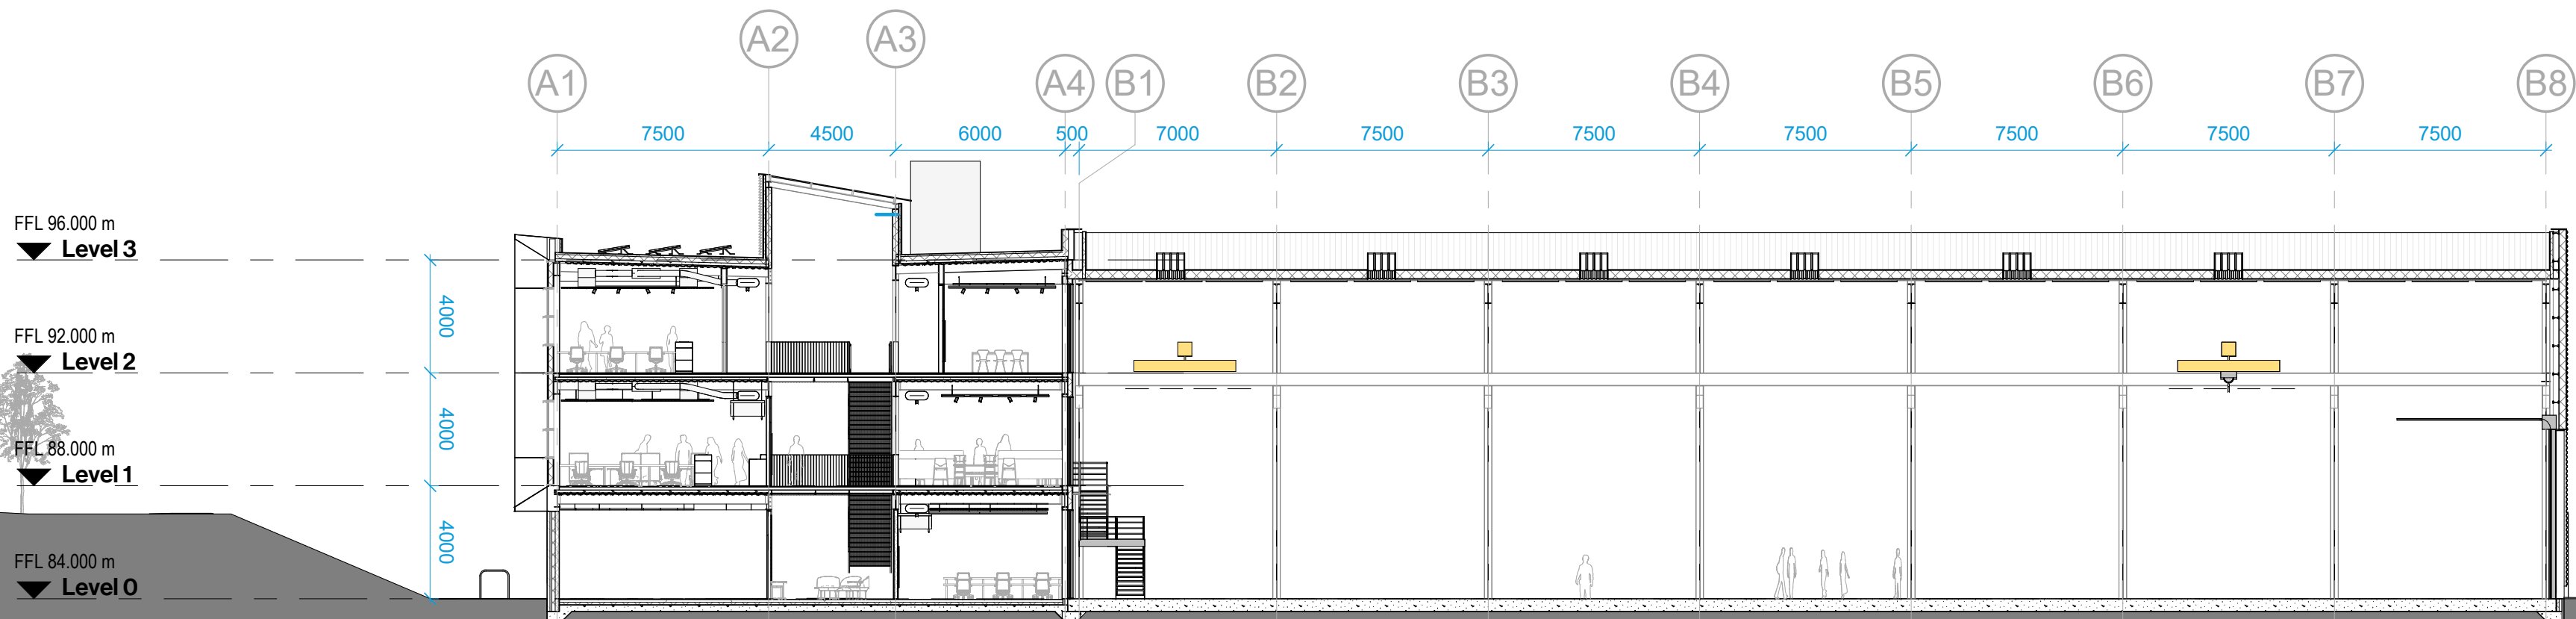 A2 A3
A1 A4 B1 B2 B3 B4 B5 B6 B7 B8
7500 4500 6000 500 7000 7500 7500 7500 7500 7500 7500
FFL 96.000 m
Level 3
4000
FFL 92.000 m
Level 2
4000
FFL 88.000 m
Level 1
4000
FFL 84.000 m
Level 0